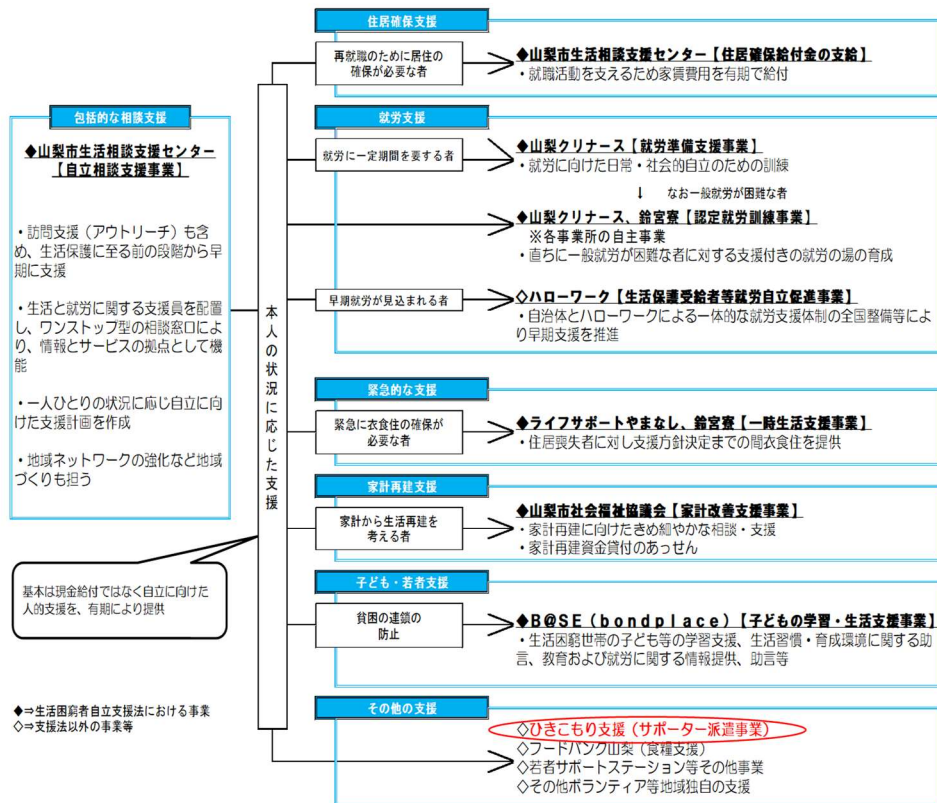 包括的な相談支援
◆山梨市生活相談支援センター
【自立相談支援事業】
・訪問支援（アウトリーチ）も含
め、生活保護に至る前の段階から早
期に支援
・生活と就労に関する支援員を配置
し、ワンストップ型の相談窓口によ
り、情報とサービスの拠点として機
能
・一人ひとりの状況に応じ自立に向
けた支援計画を作成
・地域ネットワークの強化など地域
づくりも担う
基本は現金給付ではなく自立に向けた
人的支援を、有期により提供
◆⇒生活困窮者自立支援法における事業
◇⇒支援法以外の事業等
本人の状況に応じた支援
住居確保支援
再就職のために居住の
確保が必要な者
◆山梨市生活相談支援センター【住居確保給付金の支給】
・就職活動を支えるため家賃費用を有期で給付
就労支援
就労に一定期間を要する者
◆山梨クリナース【就労準備支援事業】
・就労に向けた日常・社会的自立のための訓練
↓ なお一般就労が困難な者
◆山梨クリナース、鈴宮寮【認定就労訓練事業】
※各事業所の自主事業
・直ちに一般就労が困難な者に対する支援付きの就労の場の育成
早期就労が見込まれる者
◇ハローワーク【生活保護受給者等就労自立促進事業】
・自治体とハローワークによる一体的な就労支援体制の全国整備等によ
り早期支援を推進
緊急的な支援
緊急に衣食住の確保が
必要な者
◆ライフサポートやまなし、鈴宮寮【一時生活支援事業】
・住居喪失者に対し支援方針決定までの間衣食住を提供
家計再建支援
家計から生活再建を
考える者
◆山梨市社会福祉協議会【家計改善支援事業】
・家計再建に向けたきめ細やかな相談・支援
・家計再建資金貸付のあっせん
子ども・若者支援
貧困の連鎖の
防止
◆Ｂ＠ＳＥ（ｂｏｎｄｐｌａｃｅ）【子どもの学習・生活支援事業】
・生活困窮世帯の子ども等の学習支援、生活習慣・育成環境に関する助
言、教育および就労に関する情報提供、助言等
その他の支援
◇ひきこもり支援（サポーター派遣事業）
◇フードバンク山梨（食糧支援）
◇若者サポートステーション等その他事業
◇その他ボランティア等地域独自の支援